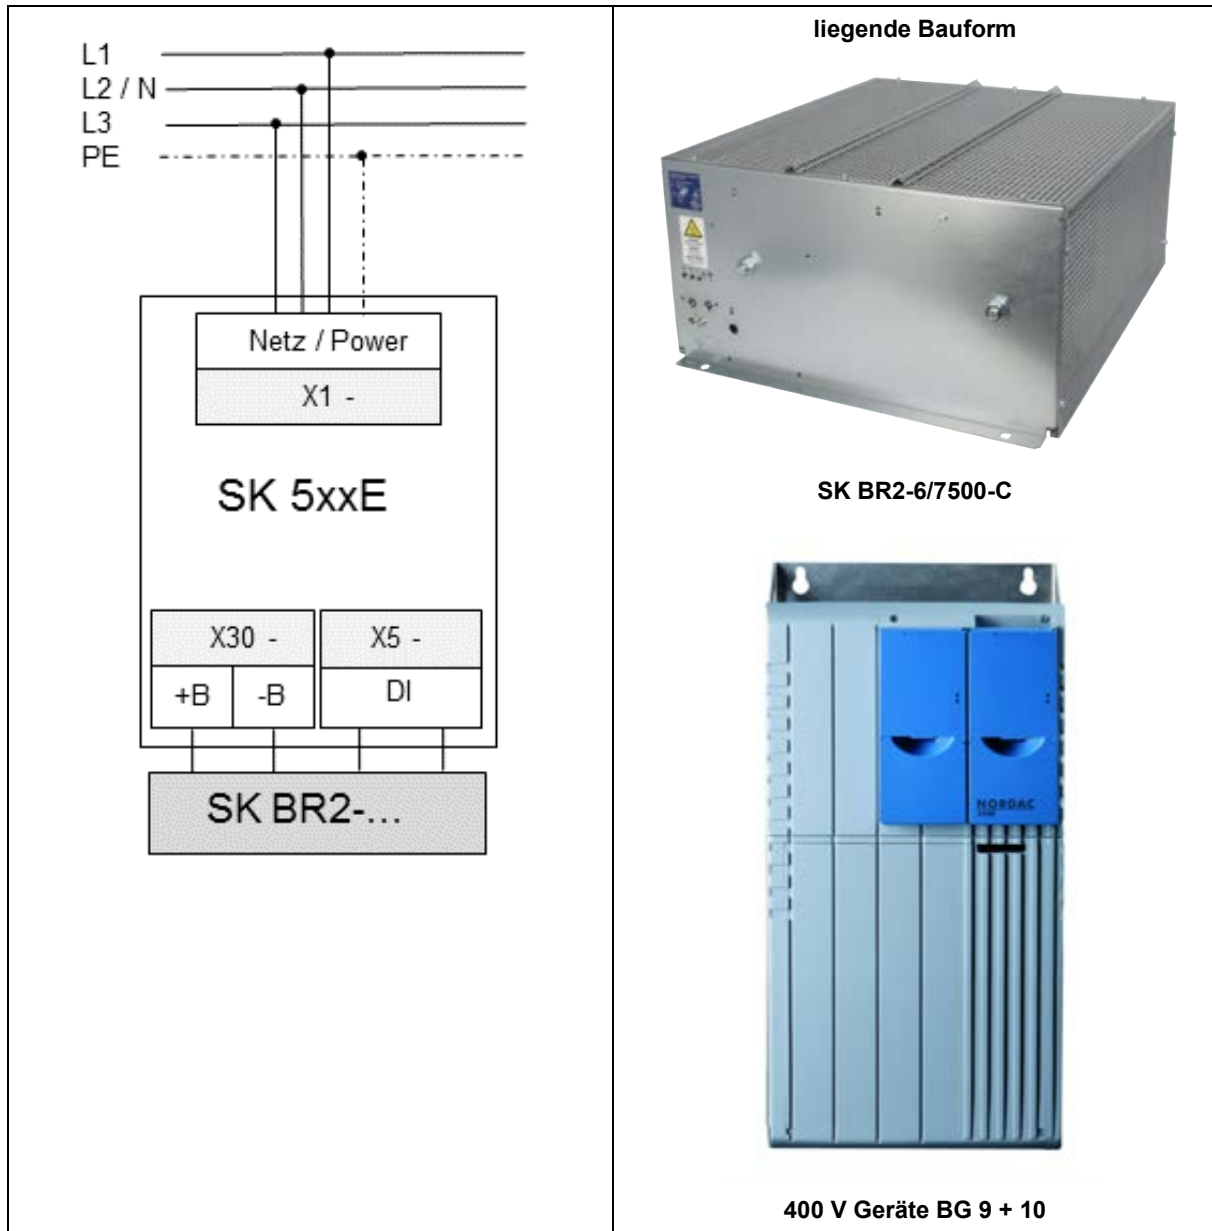 L1
L2 / N
L3
PE
Netz / Power
X1 -
SK 5xxE
X30 -
X5 -
+B
-B
DI
SK BR2-...
liegende Bauform
SK BR2-6/7500-C
NORDAC
400 V Geräte BG 9 + 10